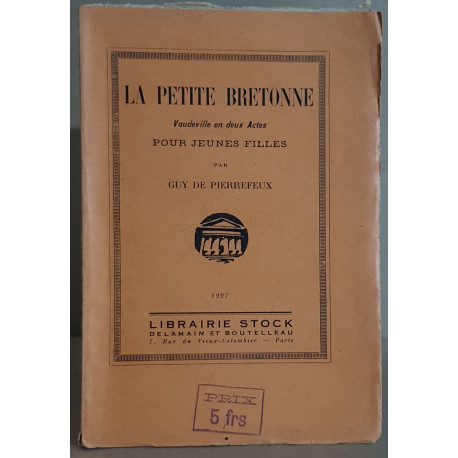 LA PETITE BRETONNE
Vaudeville en deux Actes
POUR JEUNES FILLES
PAR
GUY DE PIERREFEUX
1927
LIBRAIRIE STOCK
DELAMAIN ET BOUTELLEAU
7, Rue du Vieux-Colombier — Paris
PRIX
5 frs